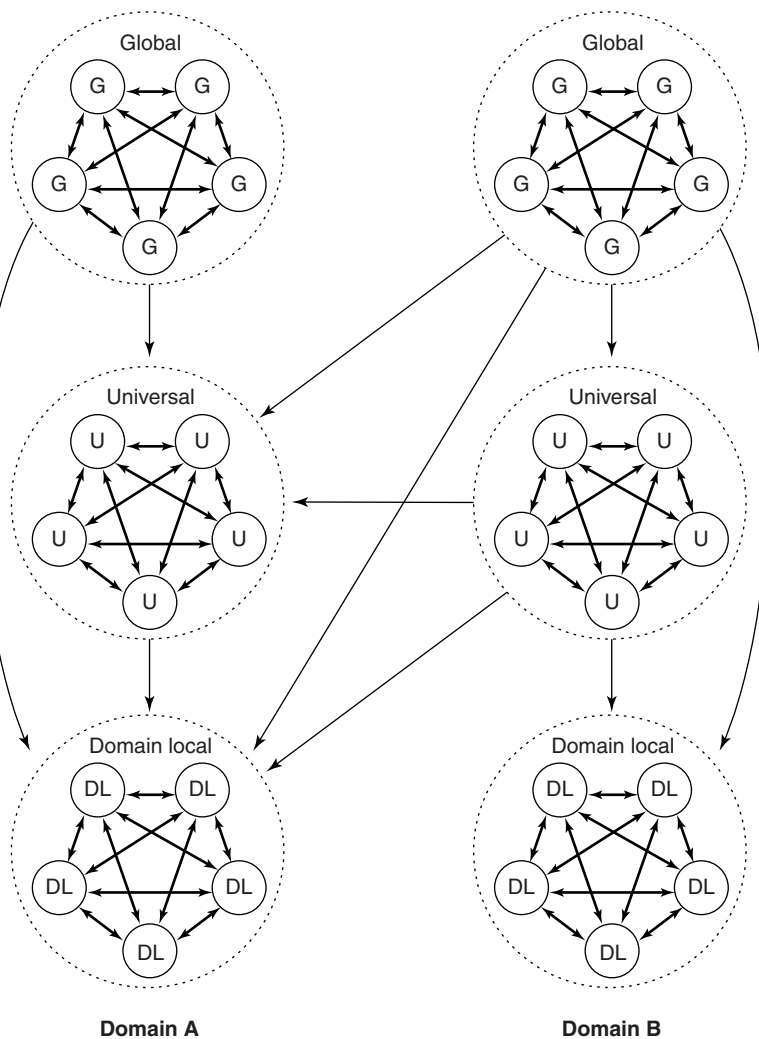 Global
G G
G G
G
Global
G G
G G
G
Universal
U U
U U
U
Universal
U U
U U
U
Domain local
DL DL
DL DL
DL
Domain local
DL DL
DL DL
DL
Domain A
Domain B